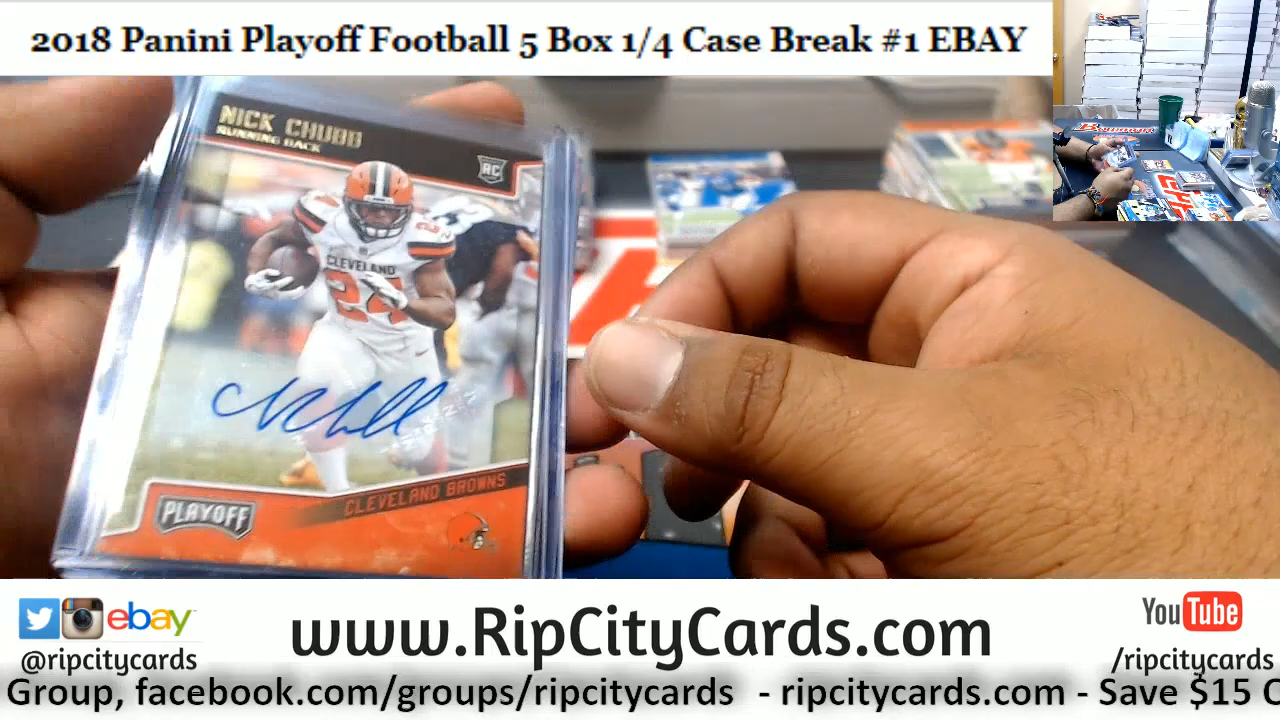 2018 Panini Playoff Football 5 Box 1/4 Case Break #1 EBAY
NICK CHUBB
RUNNING BACK
RC
CLEVELAND
24
CLEVELAND BROWNS
PLAYOFF
ebay
www.RipCityCards.com
YouTube
@ripcitycards
/ripcitycards
Group, facebook.com/groups/ripcitycards - ripcitycards.com - Save $15 O